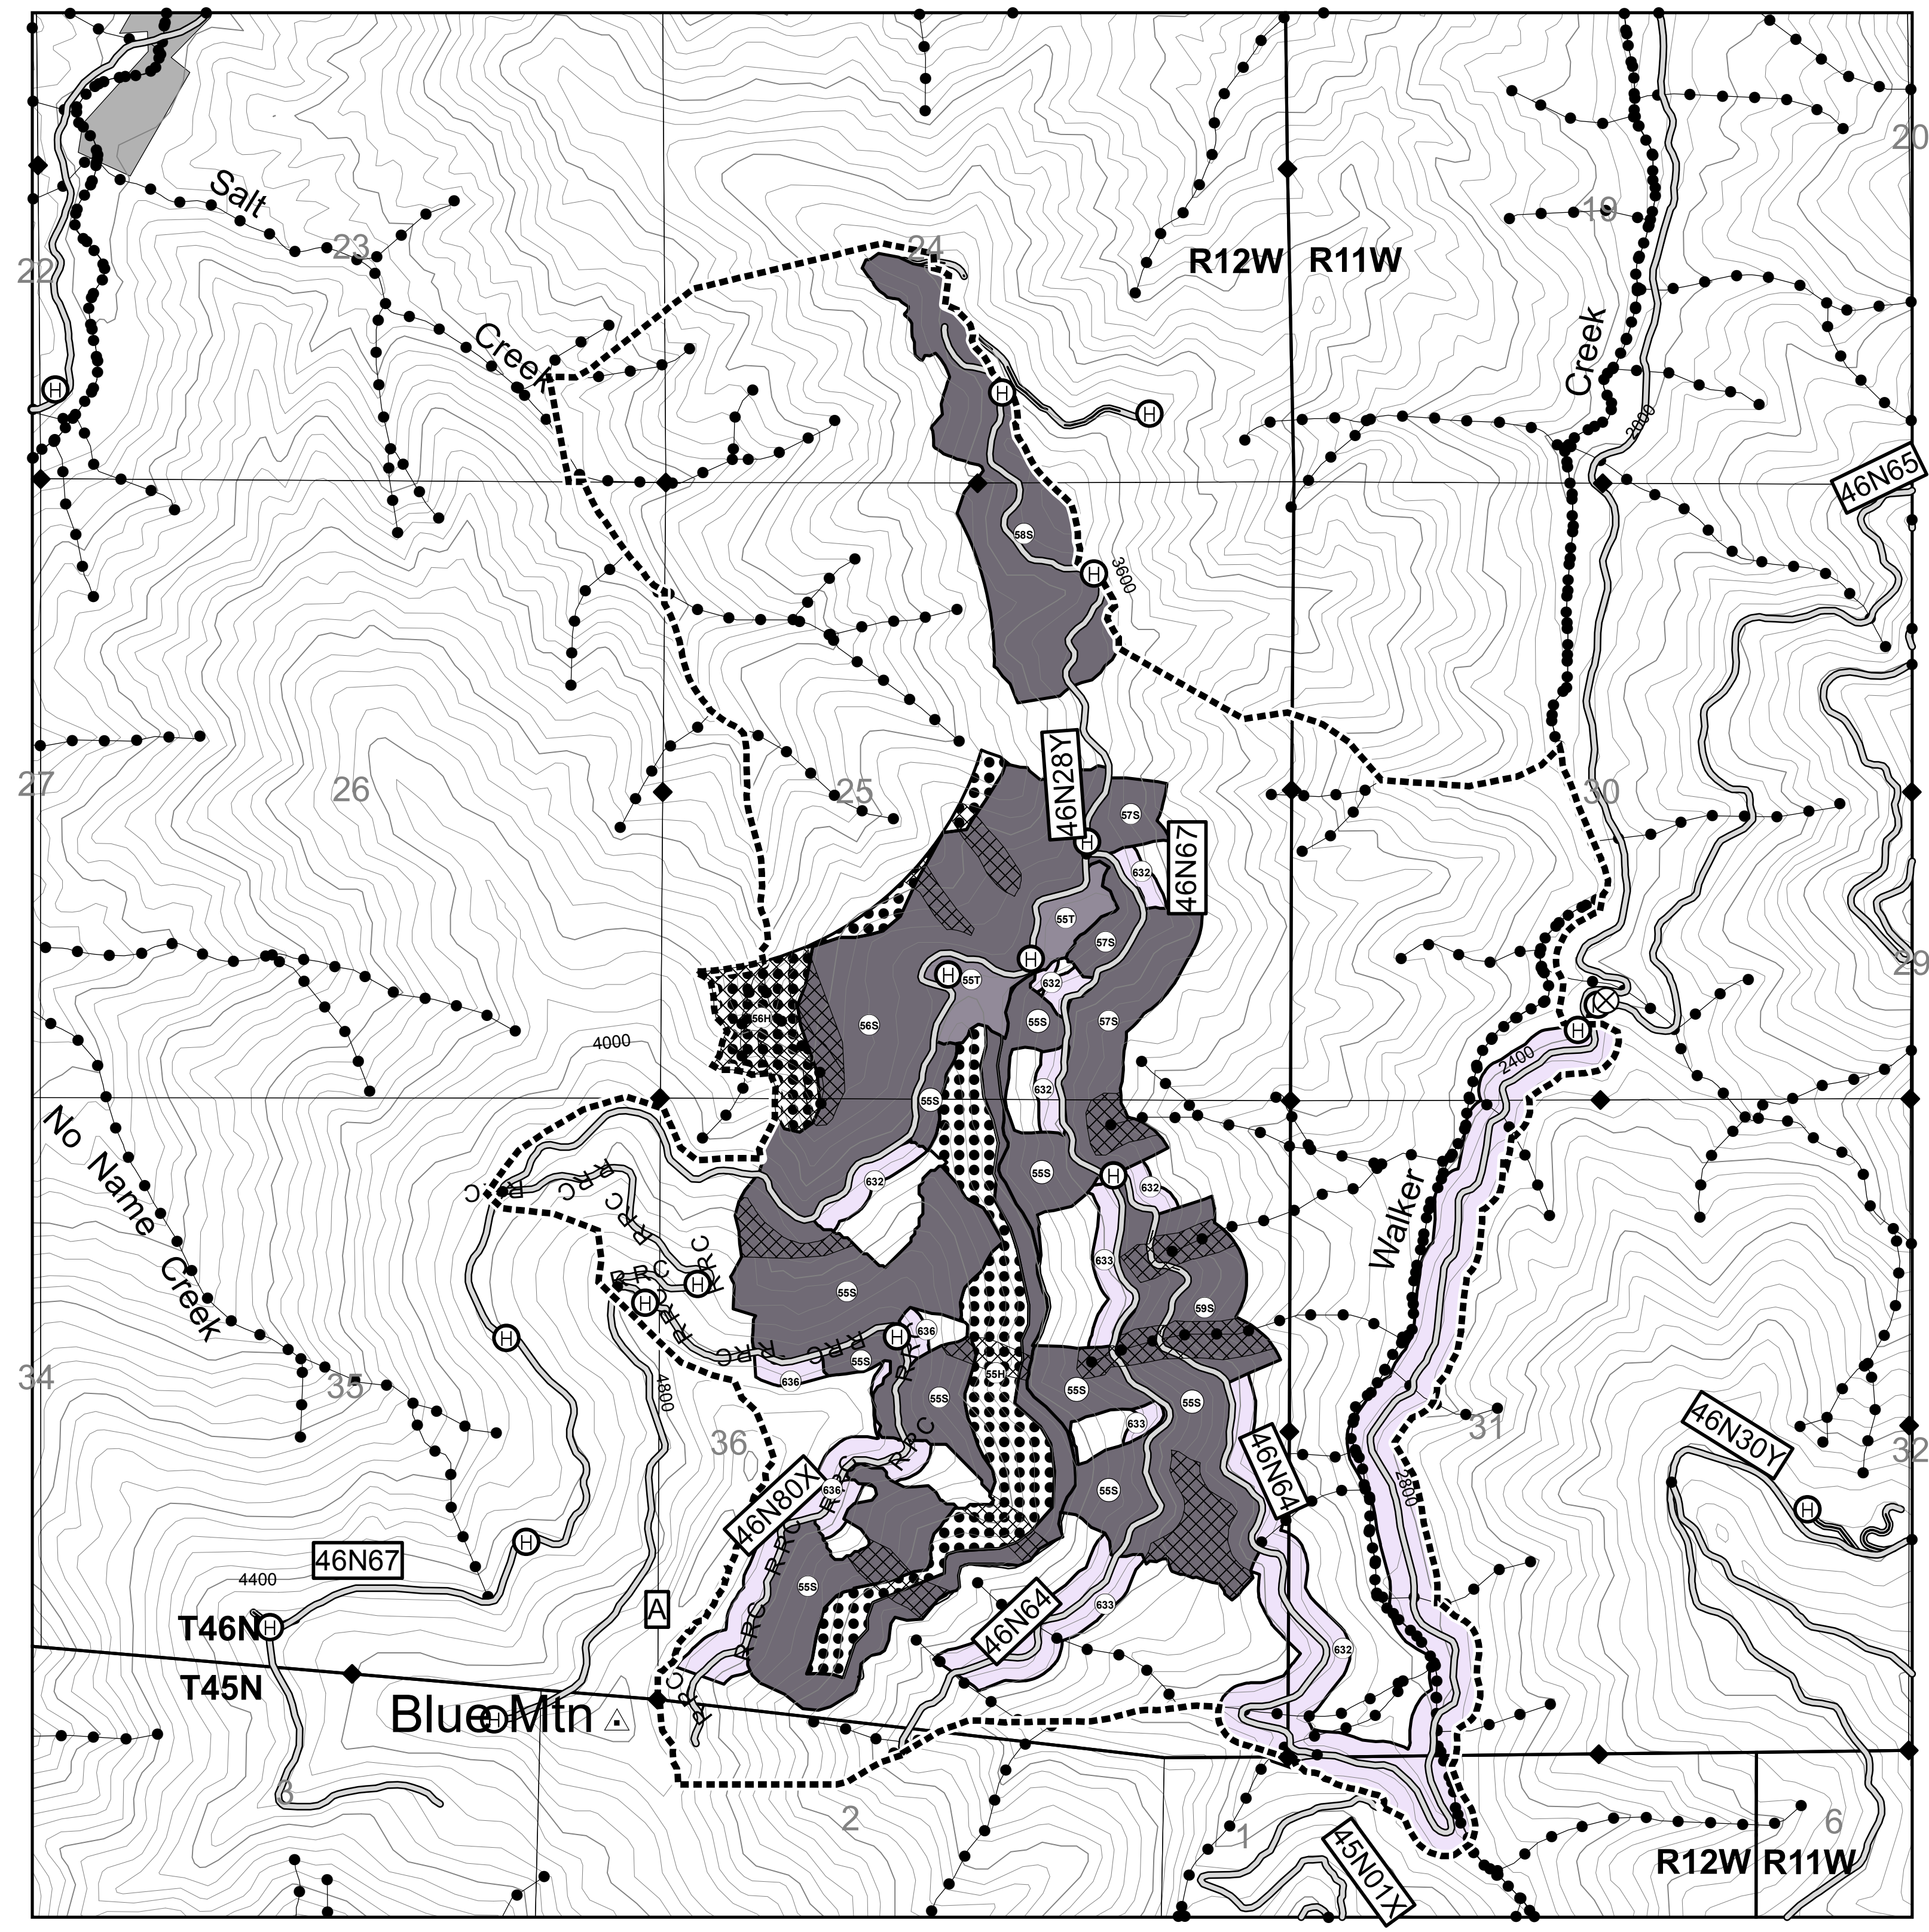 20
19
Salt
23
24
22
R12W R11W
Creek
Creek
2000
46N65
58S
H
H
H
H
3600
46N28Y
57S
27
26
25
30
H
632
46N67
55T
57S
H
H
55T
632
29
56H
56S
55S
57S
H
2400
4000
632
55S
No
Name
Creek
55S
632
H
632
Walker
C R R C R R
R R C
633
R R C
H
55S
59S
H
636
H
H
R R C R R C
55S
636
55H
55S
55S
55S
34
35
4800
36
633
31
32
46N30Y
46N64
2800
R R C
46N80X
636
55S
H
H
46N67
4400
55S
633
46N64
A
T46N
H
632
T45N
Blue Mtn
H
3
2
1
6
45N01X
R12W R11W